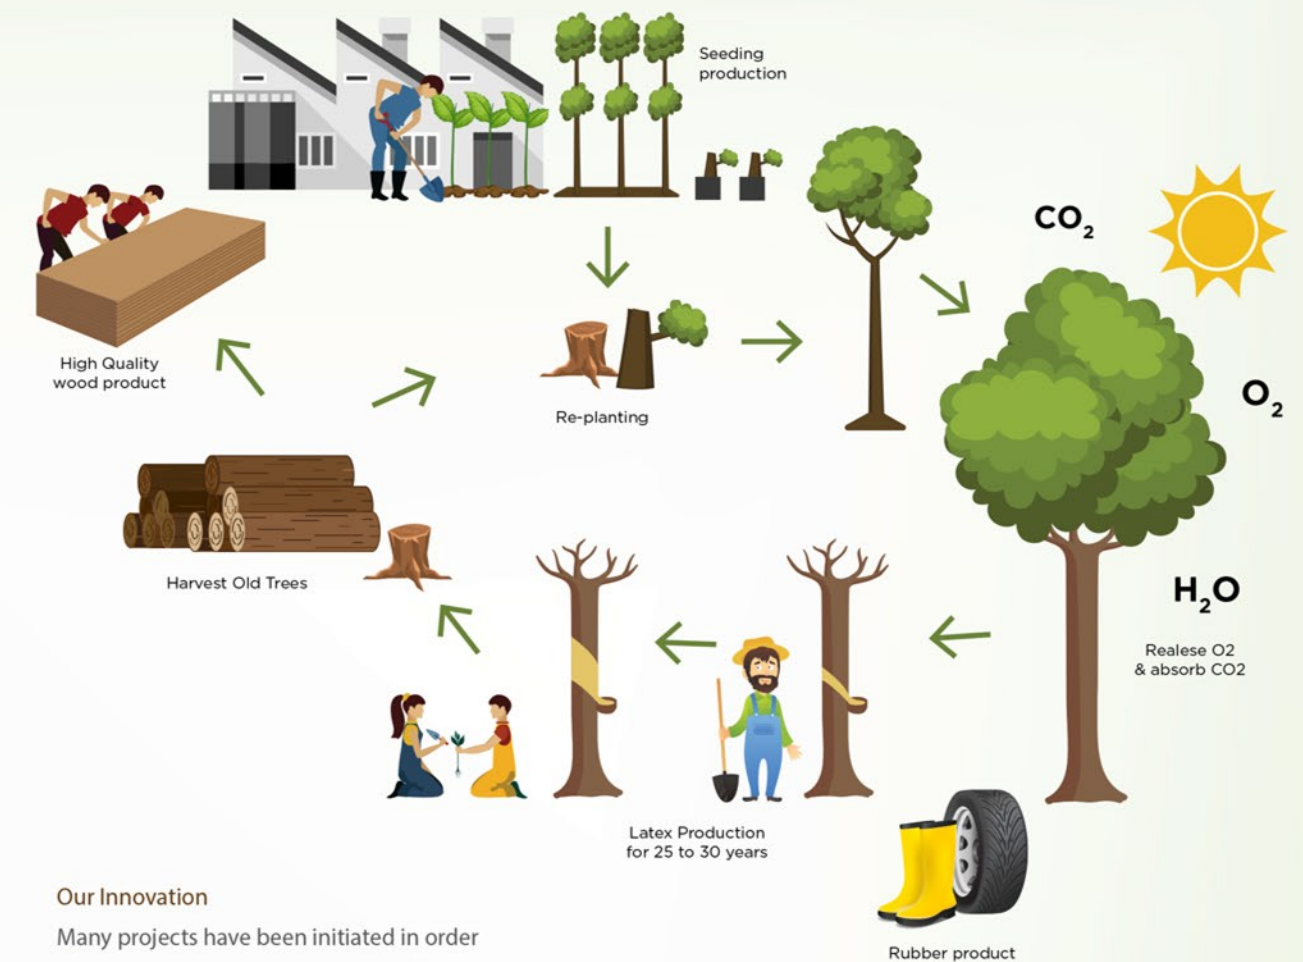 Seeding
production
CO₂
High Quality
wood product
O₂
Re-planting
Harvest Old Trees
H₂O
Realese O2
& absorb CO2
Latex Production
for 25 to 30 years
Our Innovation
Many projects have been initiated in order
Rubber product